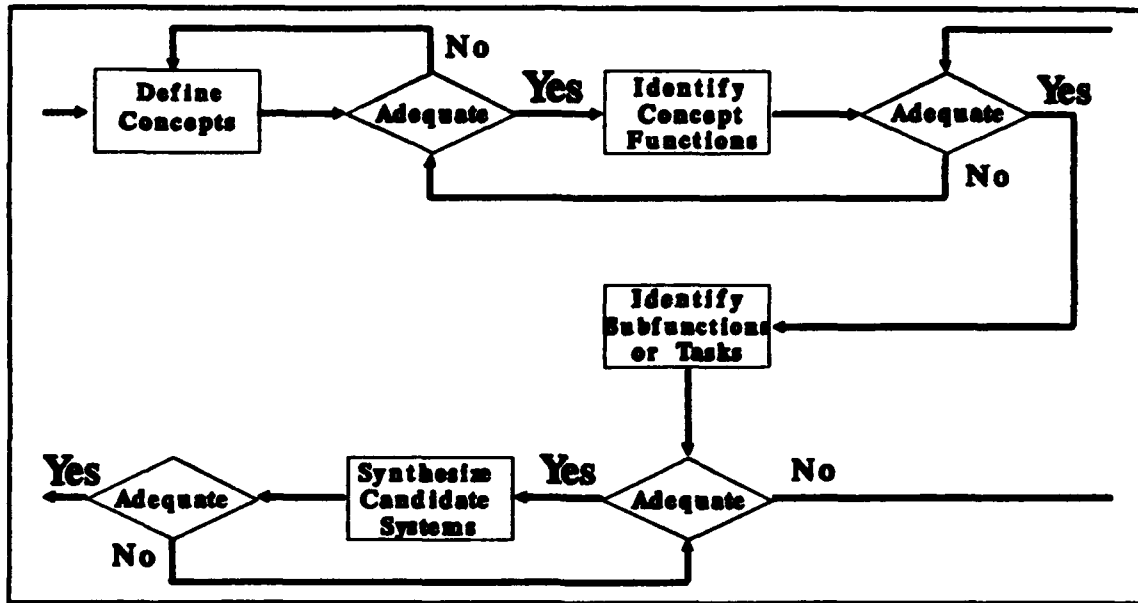 No
Define
Concepts
Adequate
Yes
Identify
Concept
Functions
Adequate
Yes
No
Identify
Subfunctions
or Tasks
Yes
Adequate
No
Synthesize
Candidate
Systems
Yes
Adequate
No